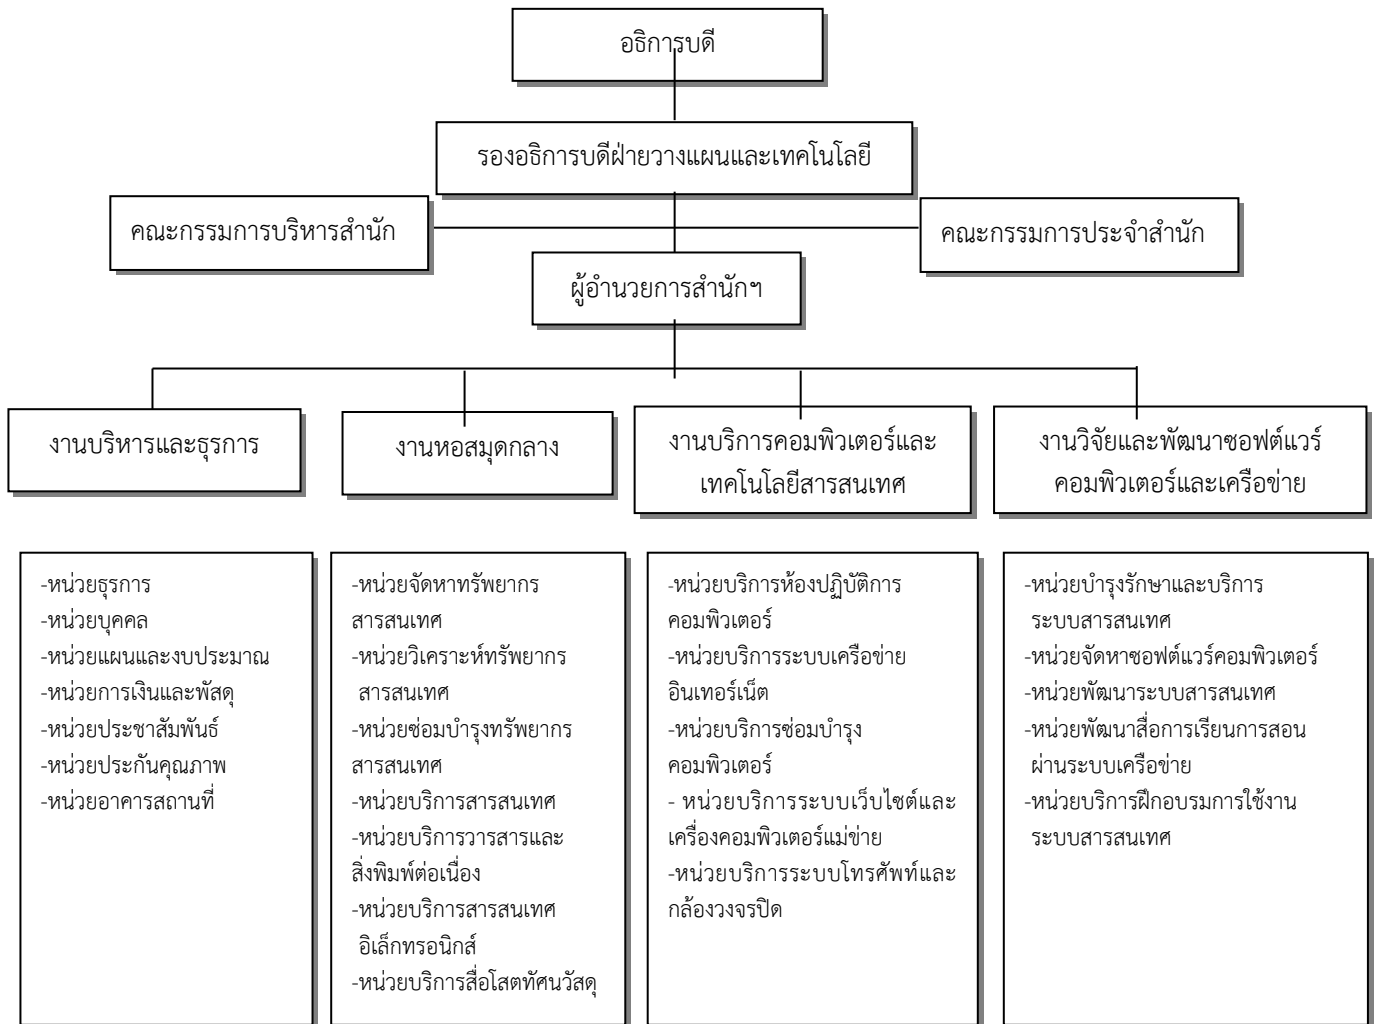 อธิการบดี
รองอธิการบดีฝ่ายวางแผนและเทคโนโลยี
คณะกรรมการบริหารสำนัก
คณะกรรมการประจำสำนัก
ผู้อำนวยการสำนักฯ
งานบริหารและธุรการ
งานหอสมุดกลาง
งานบริการคอมพิวเตอร์และ
เทคโนโลยีสารสนเทศ
งานวิจัยและพัฒนาซอฟต์แวร์
คอมพิวเตอร์และเครือข่าย
-หน่วยธุรการ
-หน่วยบุคคล
-หน่วยแผนและงบประมาณ
-หน่วยการเงินและพัสดุ
-หน่วยประชาสัมพันธ์
-หน่วยประกันคุณภาพ
-หน่วยอาคารสถานที่
-หน่วยจัดหาทรัพยากร
สารสนเทศ
-หน่วยวิเคราะห์ทรัพยากร
สารสนเทศ
-หน่วยซ่อมบำรุงทรัพยากร
สารสนเทศ
-หน่วยบริการสารสนเทศ
-หน่วยบริการวารสารและ
สิ่งพิมพ์ต่อเนื่อง
-หน่วยบริการสารสนเทศ
อิเล็กทรอนิกส์
-หน่วยบริการสื่อโสตทัศนวัสดุ
-หน่วยบริการห้องปฏิบัติการ
คอมพิวเตอร์
-หน่วยบริการระบบเครือข่าย
อินเทอร์เน็ต
-หน่วยบริการซ่อมบำรุง
คอมพิวเตอร์
- หน่วยบริการระบบเว็บไซต์และ
เครื่องคอมพิวเตอร์แม่ข่าย
-หน่วยบริการระบบโทรศัพท์และ
กล้องวงจรปิด
-หน่วยบำรุงรักษาและบริการ
ระบบสารสนเทศ
-หน่วยจัดหาซอฟต์แวร์คอมพิวเตอร์
-หน่วยพัฒนาระบบสารสนเทศ
-หน่วยพัฒนาสื่อการเรียนการสอน
ผ่านระบบเครือข่าย
-หน่วยบริการฝึกอบรมการใช้งาน
ระบบสารสนเทศ